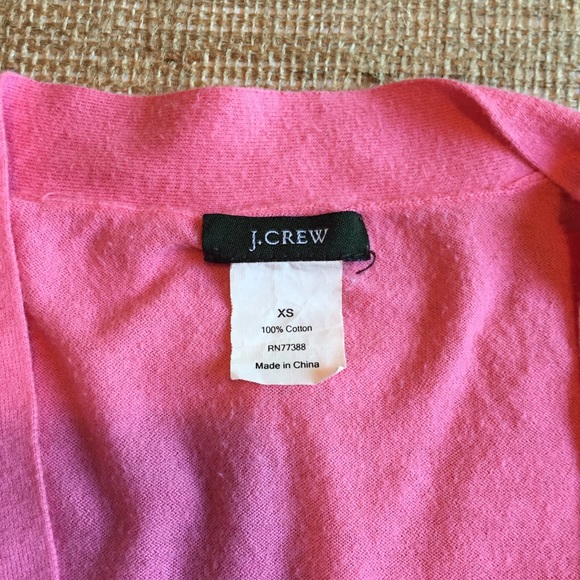 J.CREW
XS
100% Cotton
RN77388
Made in China